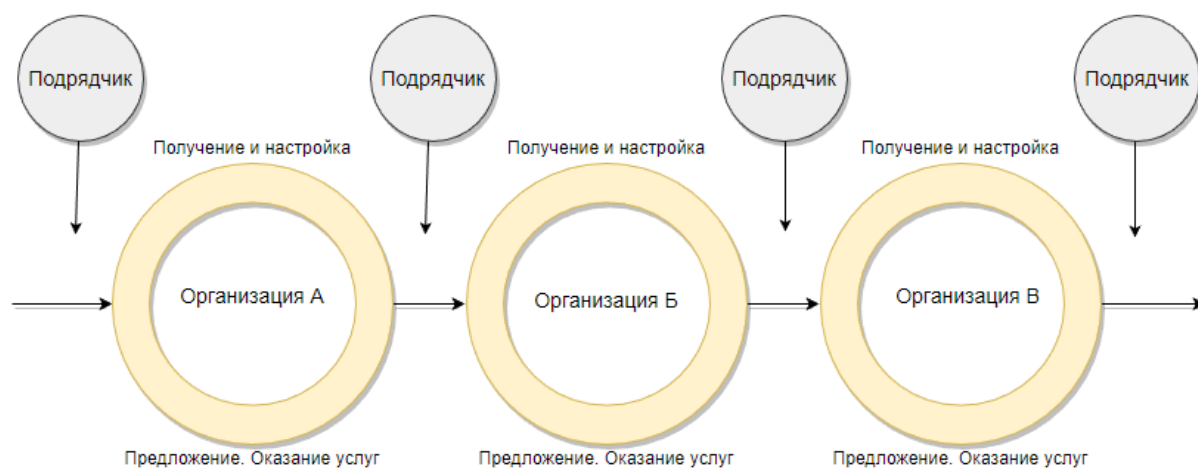 Подрядчик
Подрядчик
Подрядчик
Подрядчик
Получение и настройка
Получение и настройка
Получение и настройка
Организация А
Организация Б
Организация В
Предложение. Оказание услуг
Предложение. Оказание услуг
Предложение. Оказание услуг